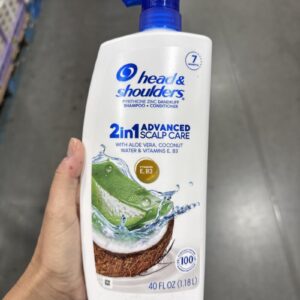 7
head &
shoulders
PYRITHIONE ZINC DANDRUFF
SHAMPOO + CONDITIONER
2in1 ADVANCED
SCALP CARE
WITH ALOE VERA, COCONUT
WATER & VITAMINS E, B3
E, B3
100
40 FL OZ (1.18 L)